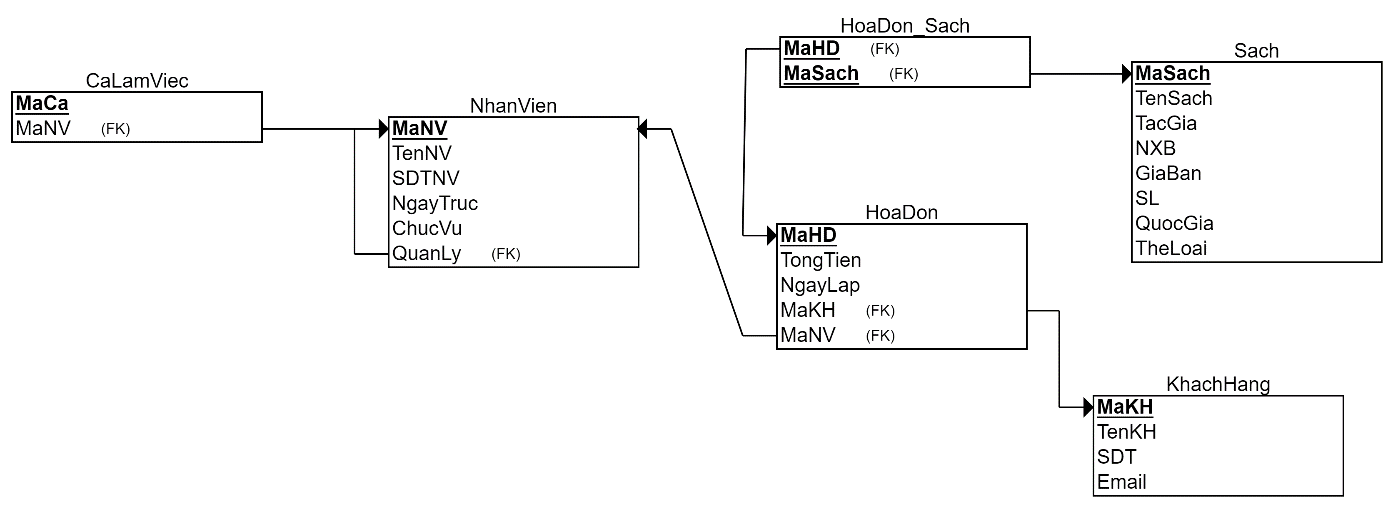 CaLamViec
MaCa
MaNV (FK)
NhanVien
MaNV
TenNV
SDTNV
NgayTruc
ChucVu
QuanLy (FK)
HoaDon_Sach
MaHD (FK)
MaSach (FK)
HoaDon
MaHD
TongTien
NgayLap
MaKH (FK)
MaNV (FK)
Sach
MaSach
TenSach
TacGia
NXB
GiaBan
SL
QuocGia
TheLoai
KhachHang
MaKH
TenKH
SDT
Email